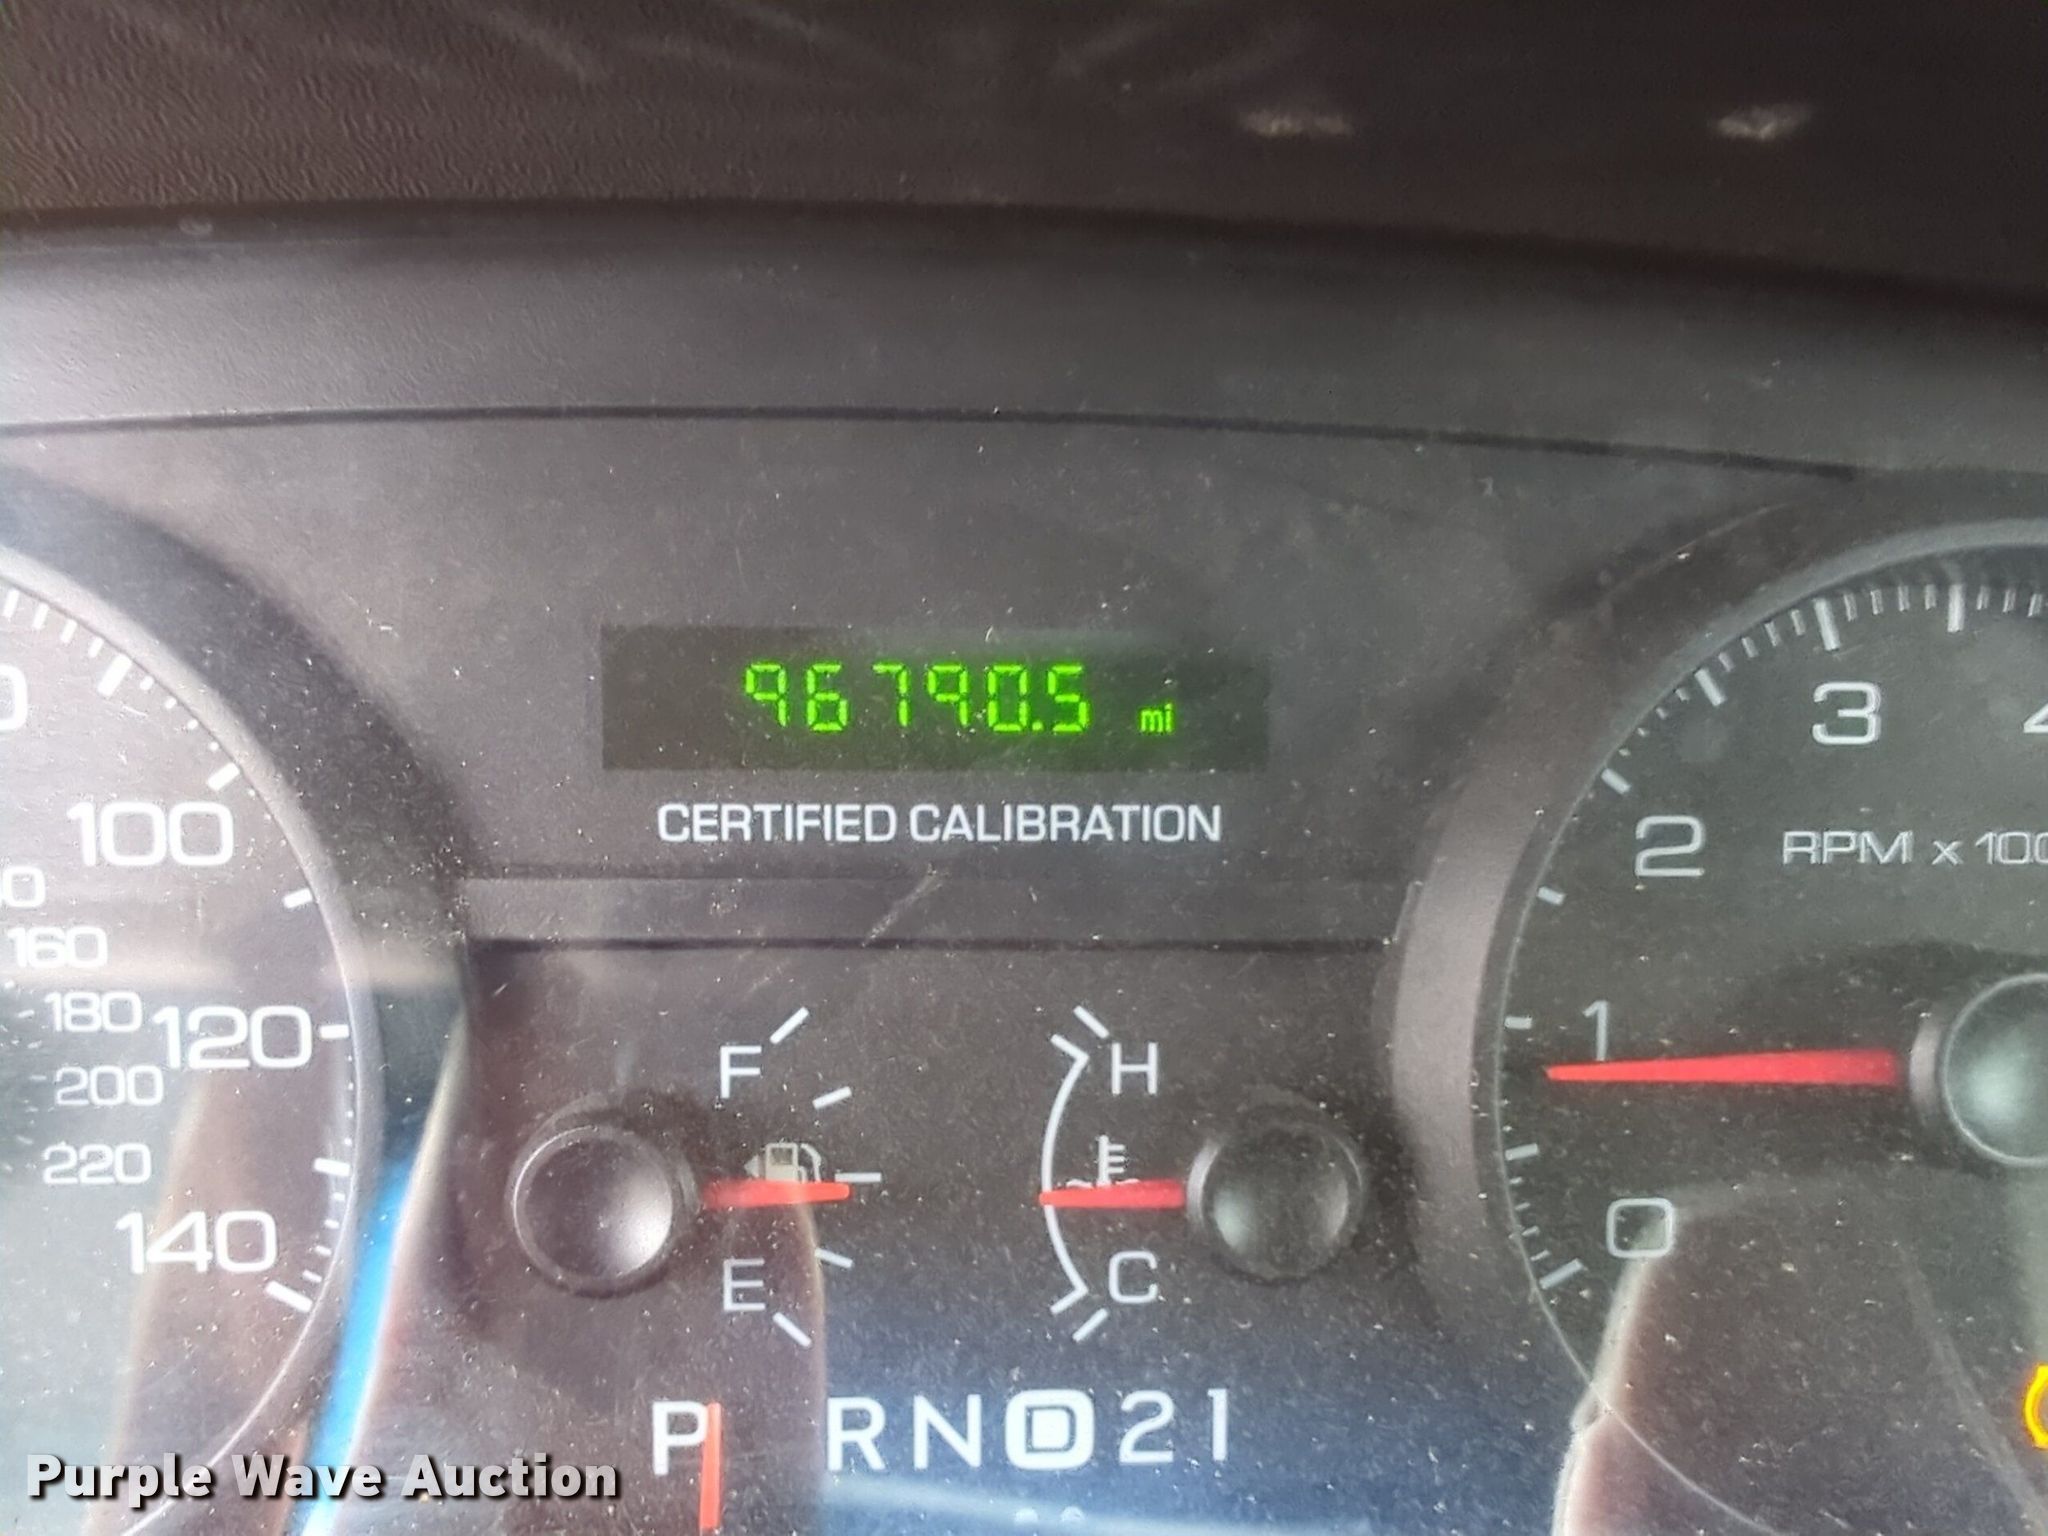 96790.5 mi
CERTIFIED CALIBRATION
100
160
180
120
200
220
140
3
2
RPM x 100
1
0
F
E
H
C
P R N D 2 1
Purple Wave Auction